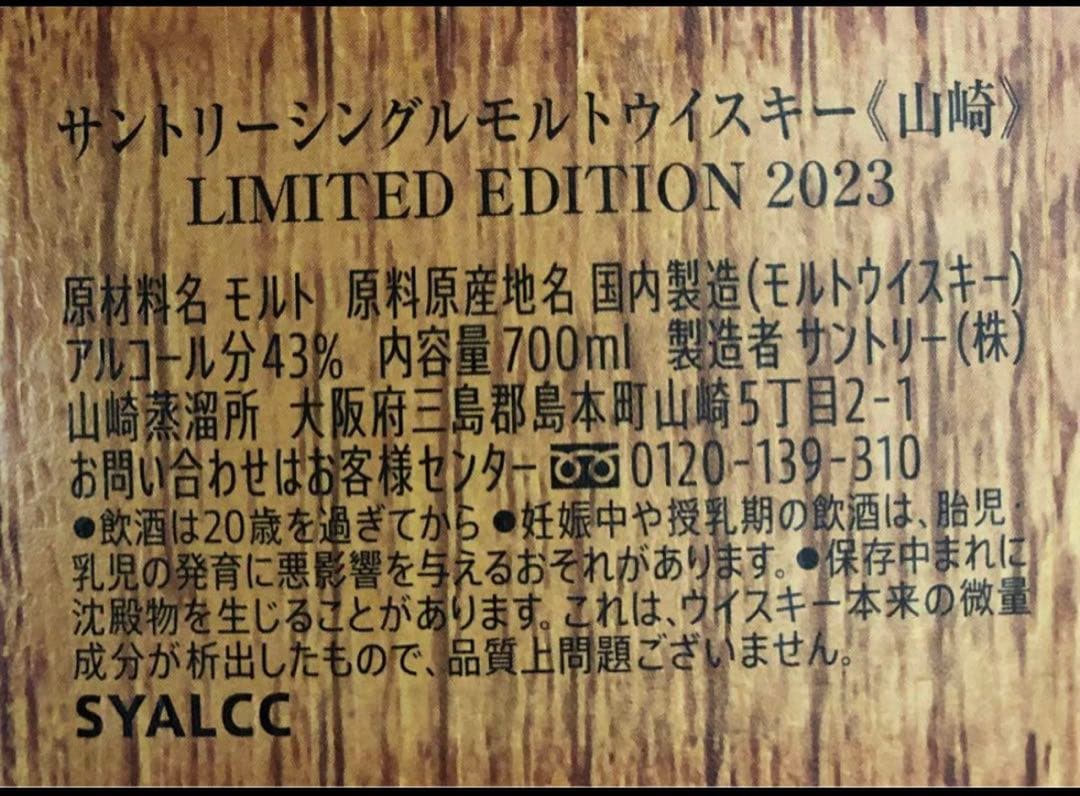 サントリーシングルモルトウイスキー《山崎》
LIMITED EDITION 2023
原材料名 モルト 原料原産地名 国内製造(モルトウイスキー)
アルコール分43% 内容量 700ml 製造者 サントリー(株)
山崎蒸溜所 大阪府三島郡島本町山崎5丁目2-1
お問い合わせはお客様センター 0120-139-310
●飲酒は20歳を過ぎてから ●妊娠中や授乳期の飲酒は、胎児・
乳児の発育に悪影響を与えるおそれがあります。●保存中まれに
沈殿物を生じることがあります。これは、ウイスキー本来の微量
成分が析出したもので、品質上問題ございません。
SYALCC